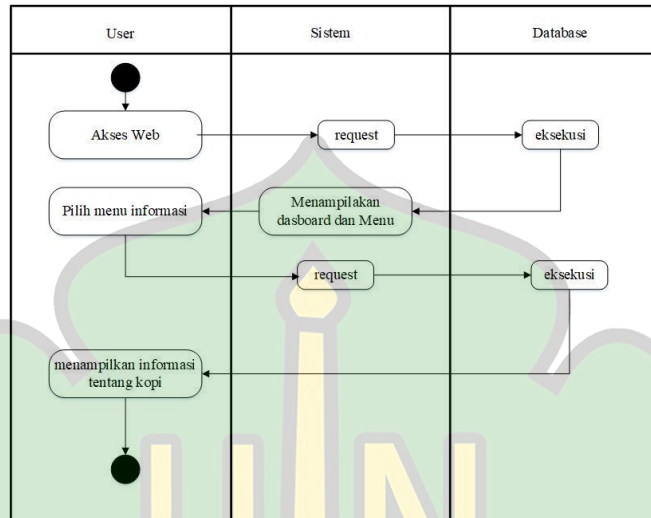 User
Sistem
Database
Akses Web
request
eksekusi
Pilih menu informasi
Menampilakan
dasboard dan Menu
request
eksekusi
menampilkan informasi
tentang kopi
UIN